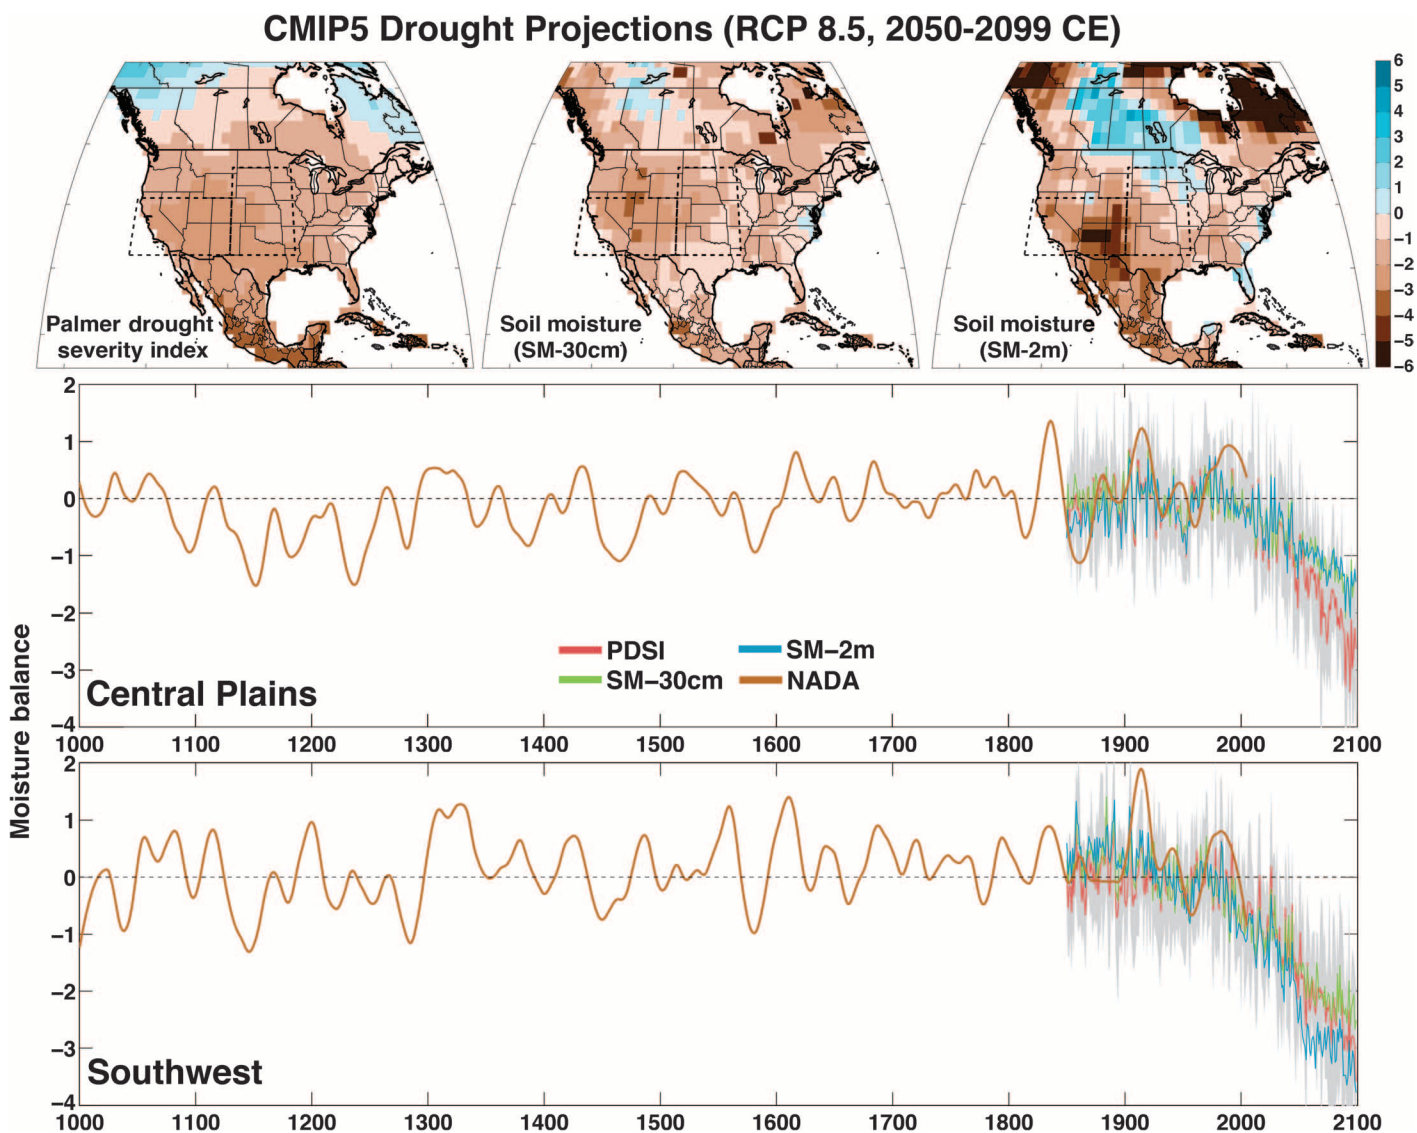 CMIP5 Drought Projections (RCP 8.5, 2050-2099 CE)
Palmer drought
severity index
Soil moisture
(SM-30cm)
Soil moisture
(SM-2m)
6
5
4
3
2
1
0
−1
−2
−3
−4
−5
−6
Moisture balance
2
1
0
−1
−2
−3
−4
PDSI
SM−2m
SM−30cm
NADA
Central Plains
1000 1100 1200 1300 1400 1500 1600 1700 1800 1900 2000 2100
2
1
0
−1
−2
−3
−4
Southwest
1000 1100 1200 1300 1400 1500 1600 1700 1800 1900 2000 2100